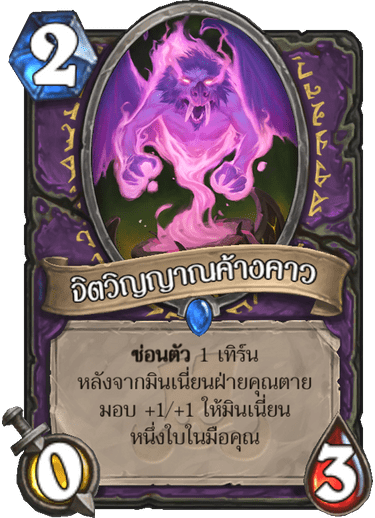 2
จิตวิญญาณค้างคาว
ซ่อนตัว 1 เทิร์น
หลังจากมินเนี่ยนฝ่ายคุณตาย
มอบ +1/+1 ให้มินเนี่ยน
หนึ่งใบในมือคุณ
0
3